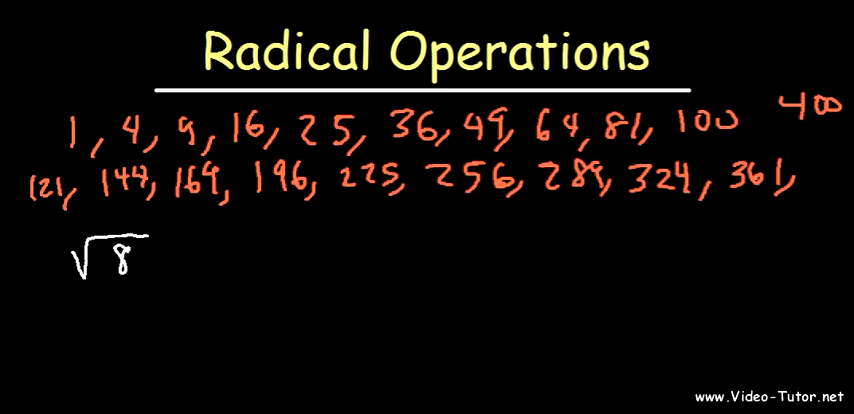 Radical Operations
1, 4, 9, 16, 25, 36, 49, 64, 81, 100 400
121, 144, 169, 196, 225, 256, 289, 324, 361,
√8
www.Video-Tutor.net